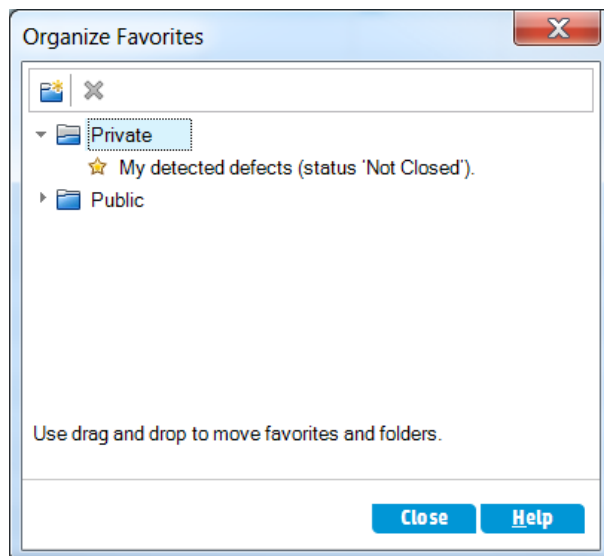 Organize Favorites
Private
My detected defects (status 'Not Closed').
Public
Use drag and drop to move favorites and folders.
Close Help